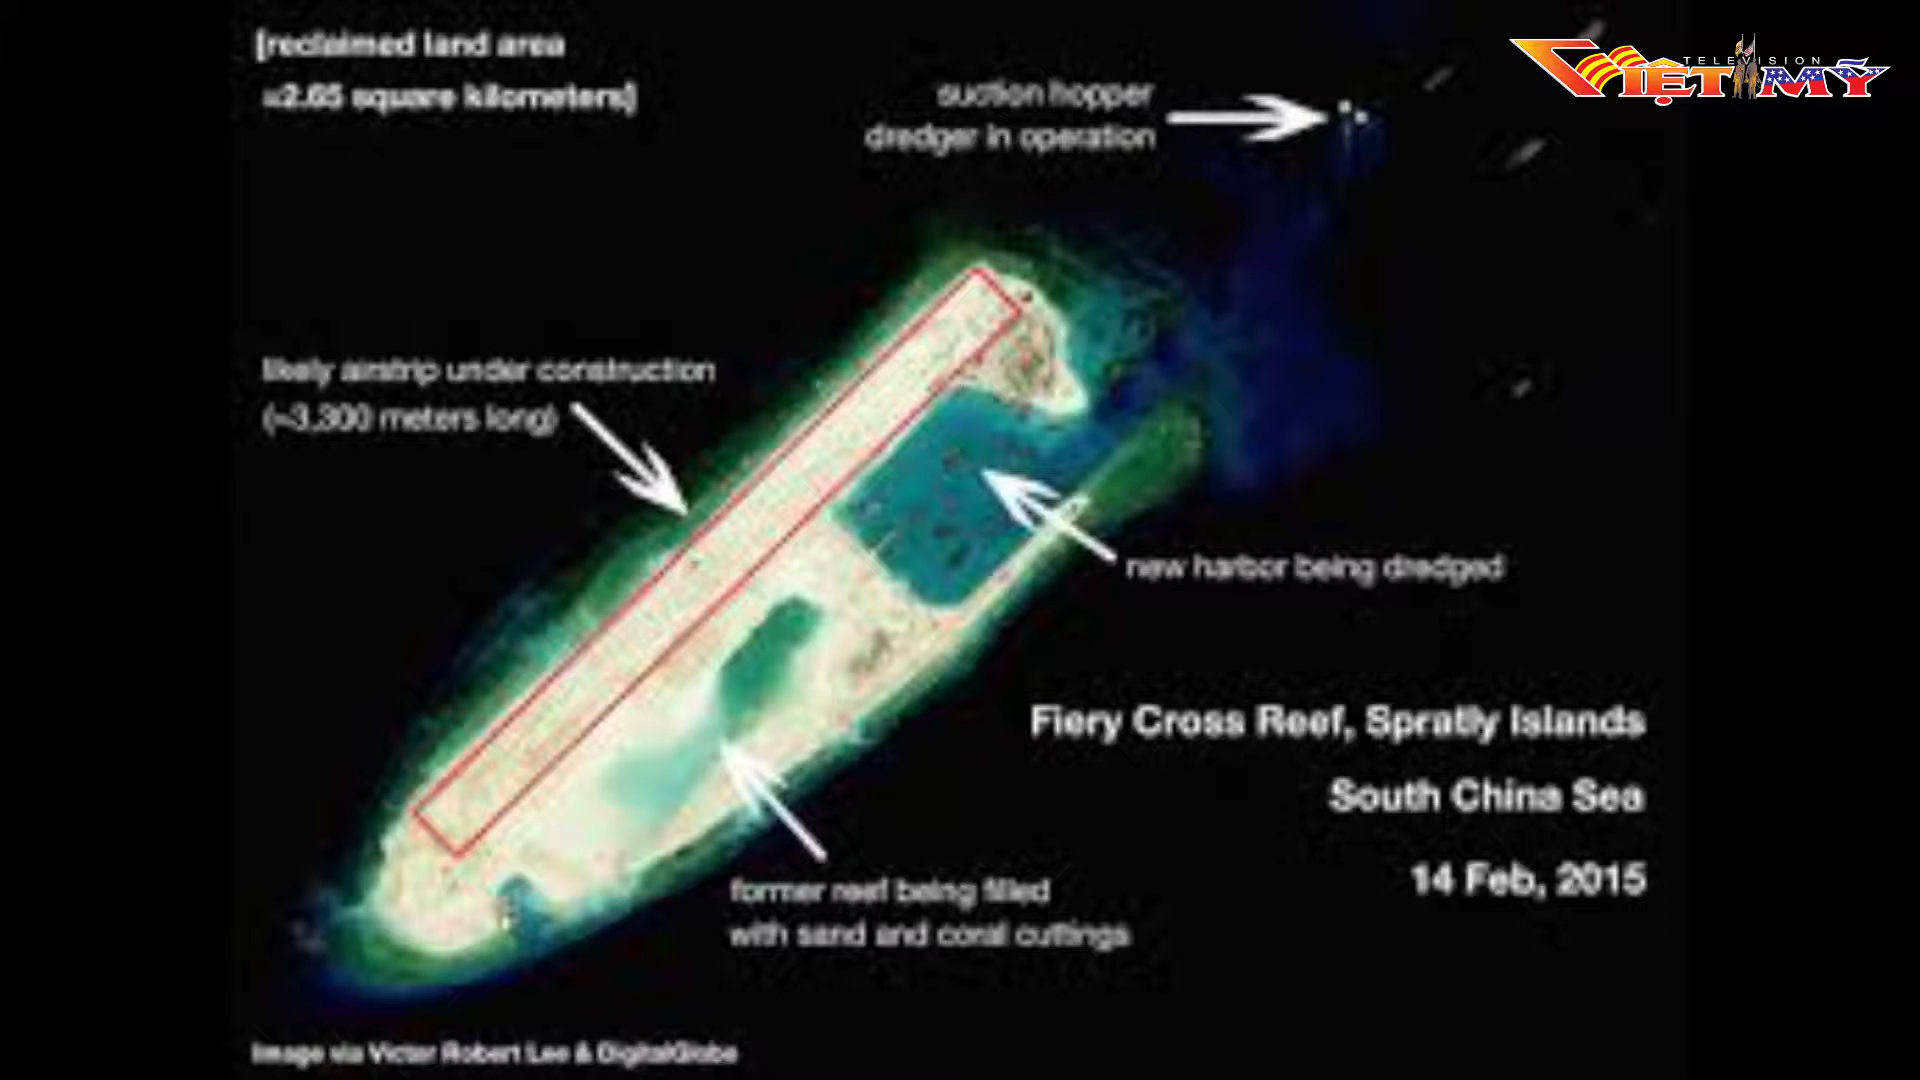 [reclaimed land area
≈2.65 square kilometers]
suction hopper
dredger in operation
TELEVISION
VIỆT MỸ
likely airstrip under construction
(≈3,300 meters long)
new harbor being dredged
Fiery Cross Reef, Spratly Islands
South China Sea
14 Feb, 2015
former reef being filled
with sand and coral cuttings
Image via Victor Robert Lee & DigitalGlobe